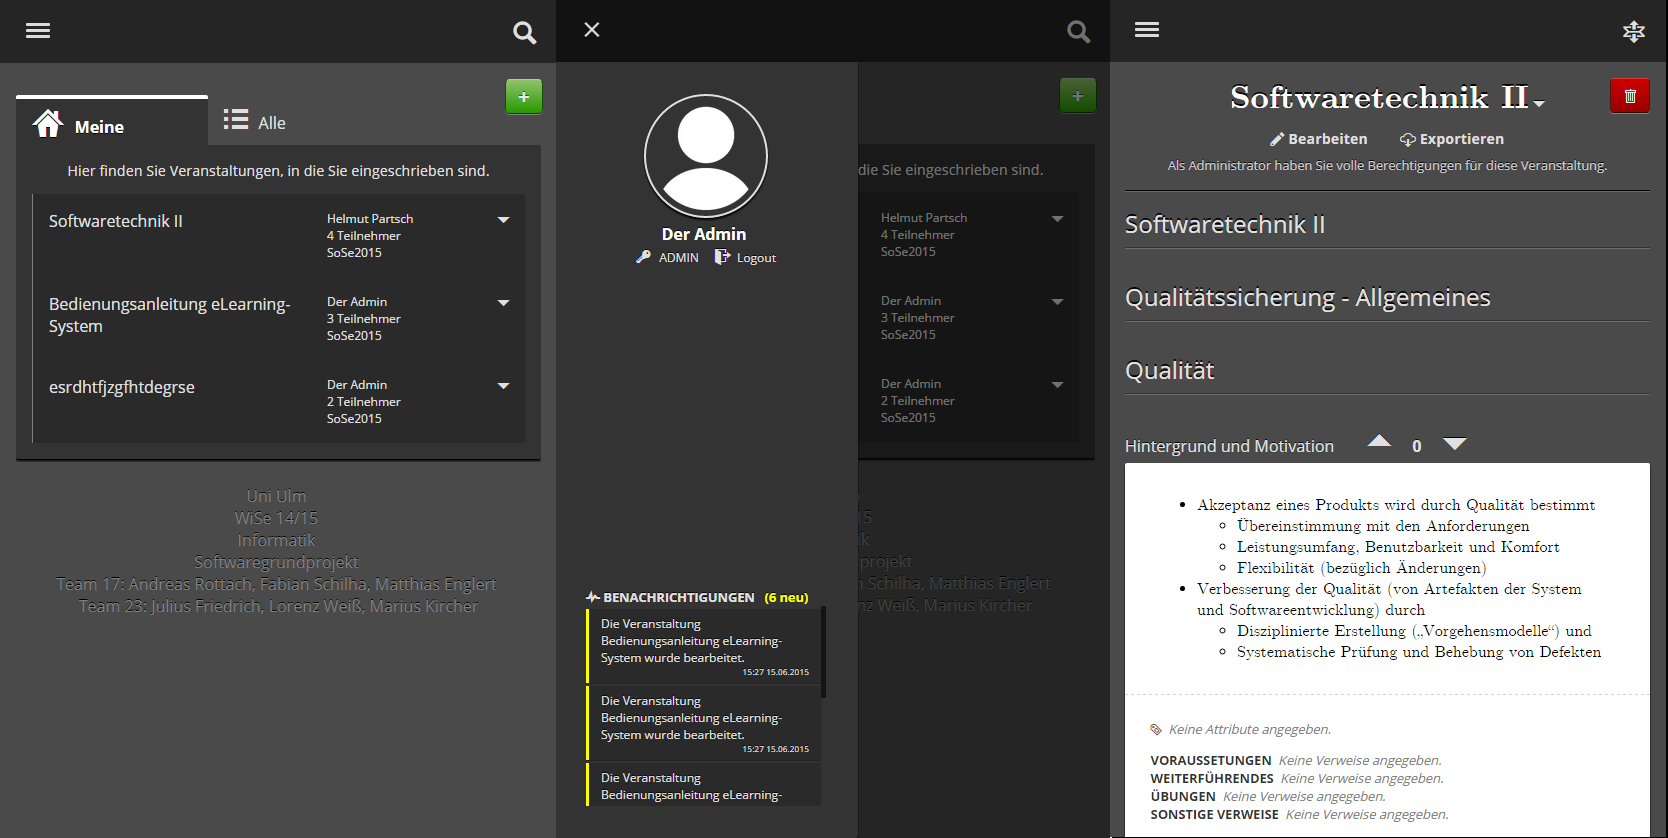 Meine
Alle
+
Hier finden Sie Veranstaltungen, in die Sie eingeschrieben sind.
Softwaretechnik II
Helmut Partsch
4 Teilnehmer
SoSe2015
Bedienungsanleitung eLearning-
System
Der Admin
3 Teilnehmer
SoSe2015
esrdhtfjzgfhtdegrse
Der Admin
2 Teilnehmer
SoSe2015
Uni Ulm
WiSe 14/15
Informatik
Softwaregrundprojekt
Team 17: Andreas Rottach, Fabian Schilha, Matthias Englert
Team 23: Julius Friedrich, Lorenz Weiß, Marius Kircher
Der Admin
ADMIN Logout
BENACHRICHTIGUNGEN (6 neu)
Die Veranstaltung
Bedienungsanleitung eLearning-
System wurde bearbeitet.
15:27 15.06.2015
Die Veranstaltung
Bedienungsanleitung eLearning-
System wurde bearbeitet.
15:27 15.06.2015
Die Veranstaltung
Bedienungsanleitung eLearning-
+
die Sie eingeschrieben sind.
Helmut Partsch
4 Teilnehmer
SoSe2015
Der Admin
3 Teilnehmer
SoSe2015
Der Admin
2 Teilnehmer
SoSe2015
5
ik
projekt
n Schilha, Matthias Englert
nz Weiß, Marius Kircher
Softwaretechnik II
Bearbeiten Exportieren
Als Administrator haben Sie volle Berechtigungen für diese Veranstaltung.
Softwaretechnik II
Qualitätssicherung - Allgemeines
Qualität
Hintergrund und Motivation 0
• Akzeptanz eines Produkts wird durch Qualität bestimmt
◦ Übereinstimmung mit den Anforderungen
◦ Leistungsumfang, Benutzbarkeit und Komfort
◦ Flexibilität (bezüglich Änderungen)
• Verbesserung der Qualität (von Artefakten der System
und Softwareentwicklung) durch
◦ Disziplinierte Erstellung („Vorgehensmodelle“) und
◦ Systematische Prüfung und Behebung von Defekten
Keine Attribute angegeben.
VORAUSSETUNGEN Keine Verweise angegeben.
WEITERFÜHRENDES Keine Verweise angegeben.
ÜBUNGEN Keine Verweise angegeben.
SONSTIGE VERWEISE Keine Verweise angegeben.